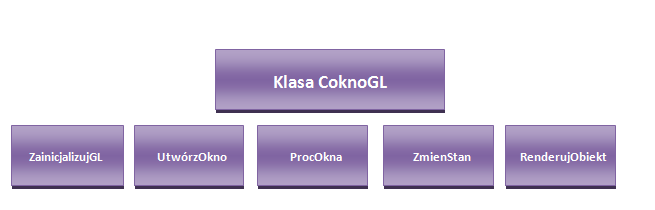 Klasa CoknoGL
ZainicjalizujGL
UtwórzOkno
ProcOkna
ZmienStan
RenderujObiekt